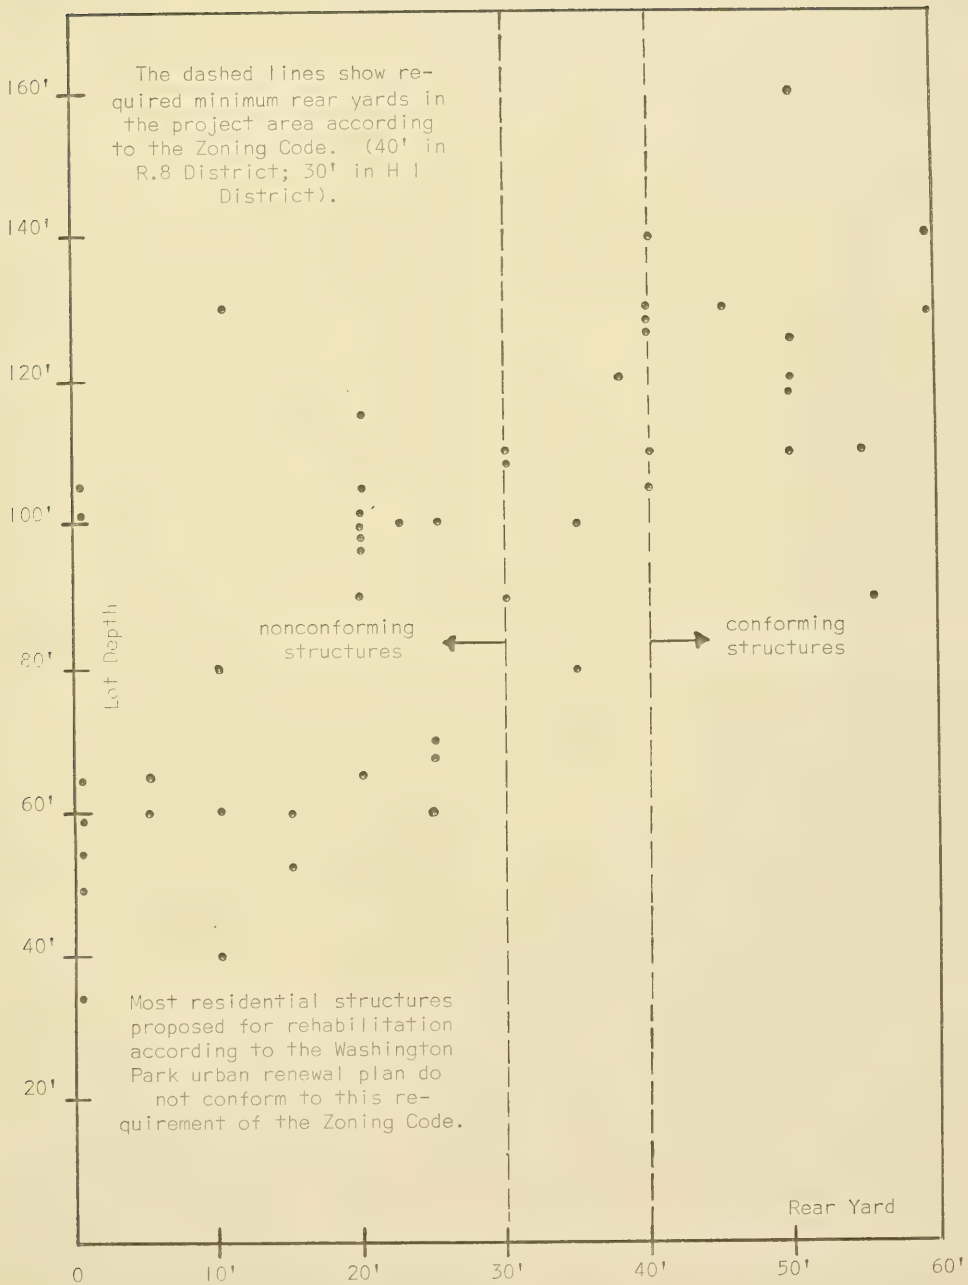 160'
The dashed lines show re-
quired minimum rear yards in
the project area according
to the Zoning Code. (40' in
R.8 District; 30' in H I
District).
140'
120'
100'
Lot Depth
nonconforming
structures
conforming
structures
80'
60'
40'
Most residential structures
proposed for rehabilitation
according to the Washington
Park urban renewal plan do
not conform to this re-
quirement of the Zoning Code.
20'
Rear Yard
0
10'
20'
30'
40'
50'
60'